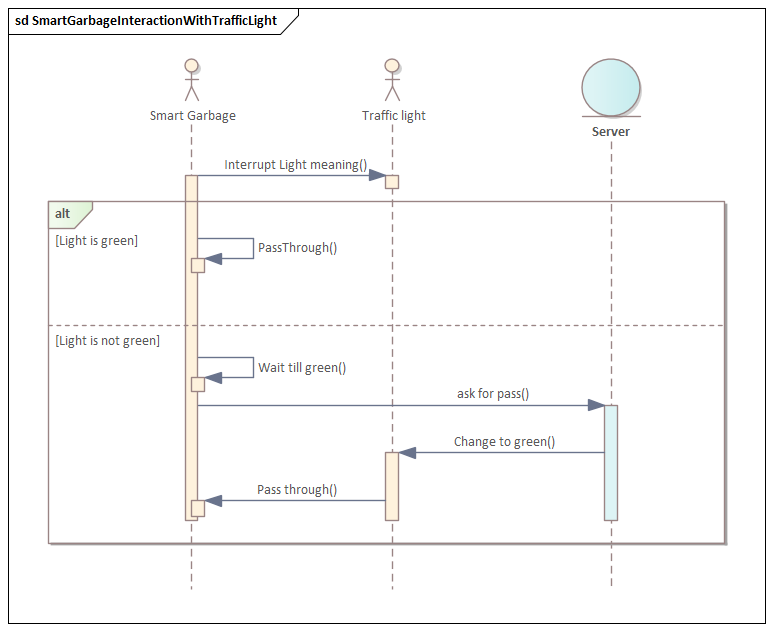 sd SmartGarbageInteractionWithTrafficLight
Smart Garbage
Traffic light
Server
Interrupt Light meaning()
alt
[Light is green]
PassThrough()
[Light is not green]
Wait till green()
ask for pass()
Change to green()
Pass through()